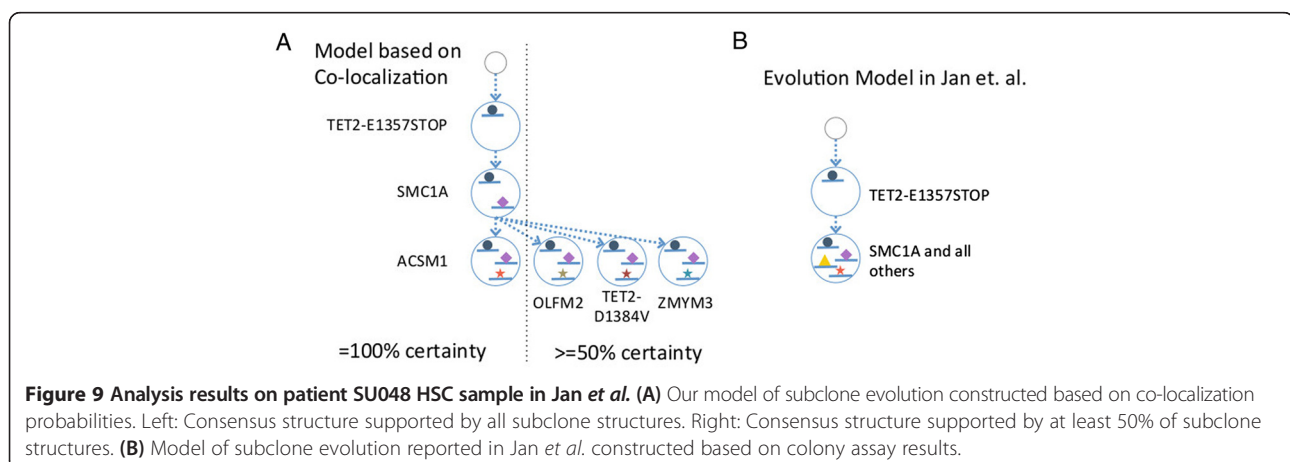 A
Model based on
Co-localization
TET2-E1357STOP
SMC1A
ACSM1
OLFM2
TET2-
D1384V
ZMYM3
=100% certainty
>=50% certainty
B
Evolution Model in Jan et. al.
TET2-E1357STOP
SMC1A and all
others
Figure 9 Analysis results on patient SU048 HSC sample in Jan et al. (A) Our model of subclone evolution constructed based on co-localization
probabilities. Left: Consensus structure supported by all subclone structures. Right: Consensus structure supported by at least 50% of subclone
structures. (B) Model of subclone evolution reported in Jan et al. constructed based on colony assay results.